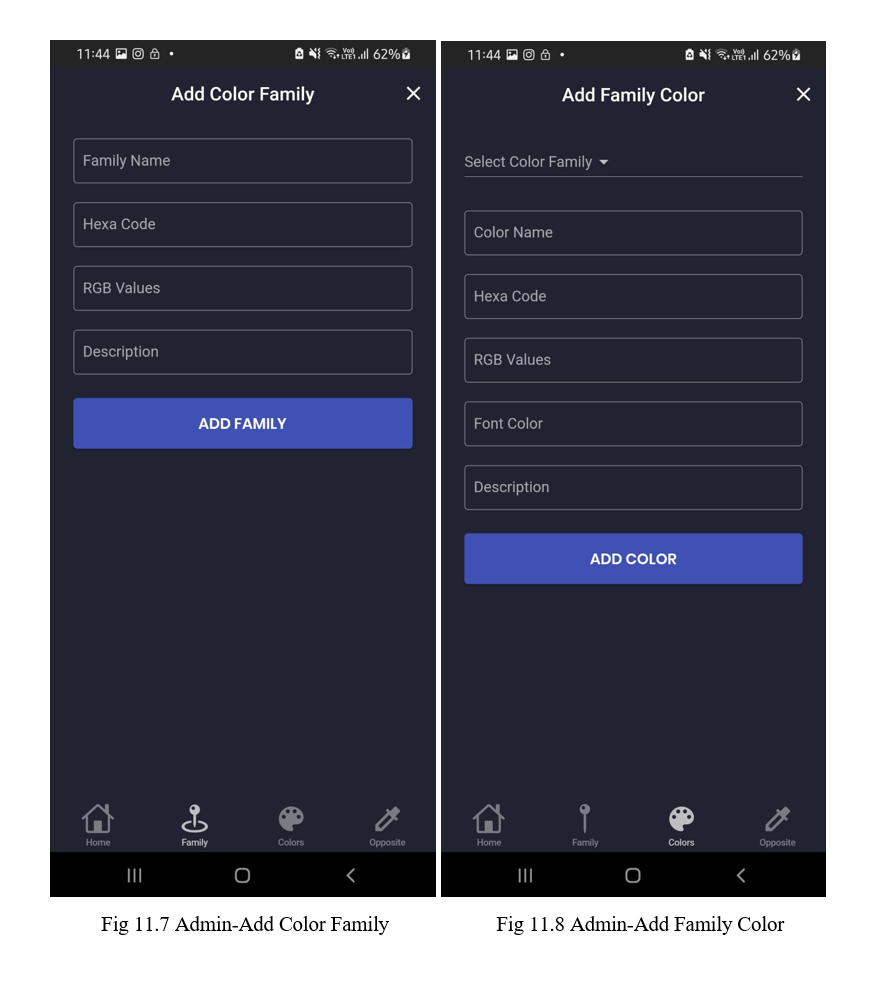 11:44 62%
Add Color Family
Family Name
Hexa Code
RGB Values
Description
ADD FAMILY
Home Family Colors Opposite
Fig 11.7 Admin-Add Color Family
11:44 62%
Add Family Color
Select Color Family
Color Name
Hexa Code
RGB Values
Font Color
Description
ADD COLOR
Home Family Colors Opposite
Fig 11.8 Admin-Add Family Color